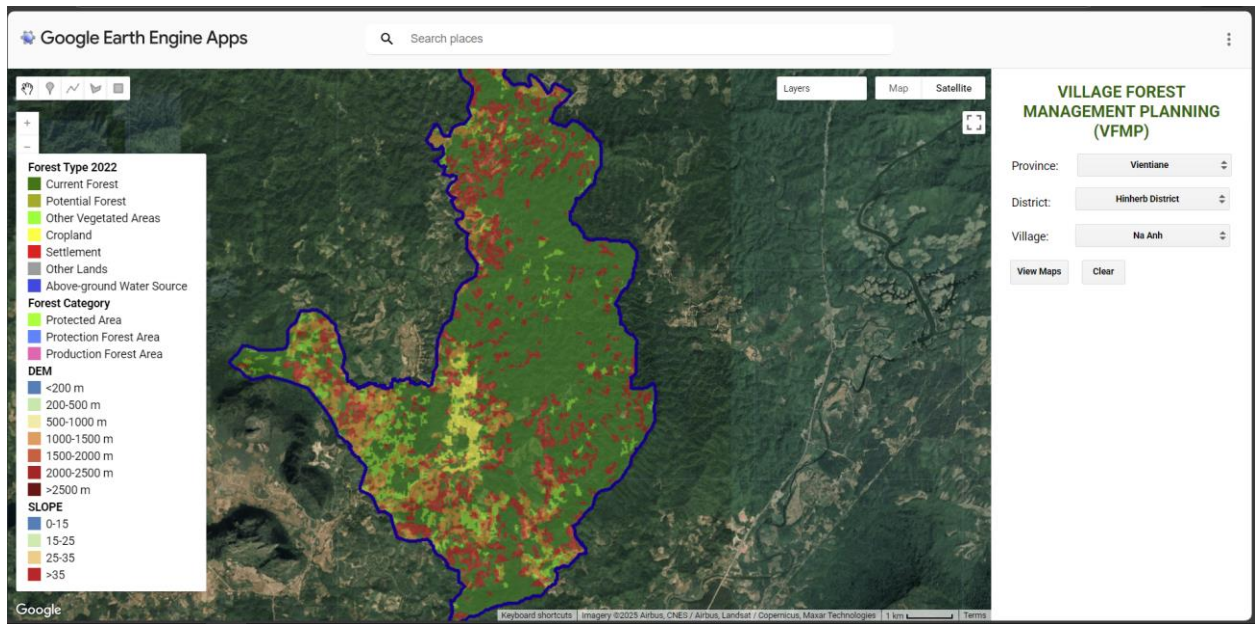 Google Earth Engine Apps
Search places
Layers
Map
Satellite
+
−
Forest Type 2022
Current Forest
Potential Forest
Other Vegetated Areas
Cropland
Settlement
Other Lands
Above-ground Water Source
Forest Category
Protected Area
Protection Forest Area
Production Forest Area
DEM
<200 m
200-500 m
500-1000 m
1000-1500 m
1500-2000 m
2000-2500 m
>2500 m
SLOPE
0-15
15-25
25-35
>35
Google
Keyboard shortcuts
Imagery ©2025 Airbus, CNES / Airbus, Landsat / Copernicus, Maxar Technologies
1 km
Terms
VILLAGE FOREST
MANAGEMENT PLANNING
(VFMP)
Province: Vientiane
District: Hinherb District
Village: Na Anh
View Maps
Clear